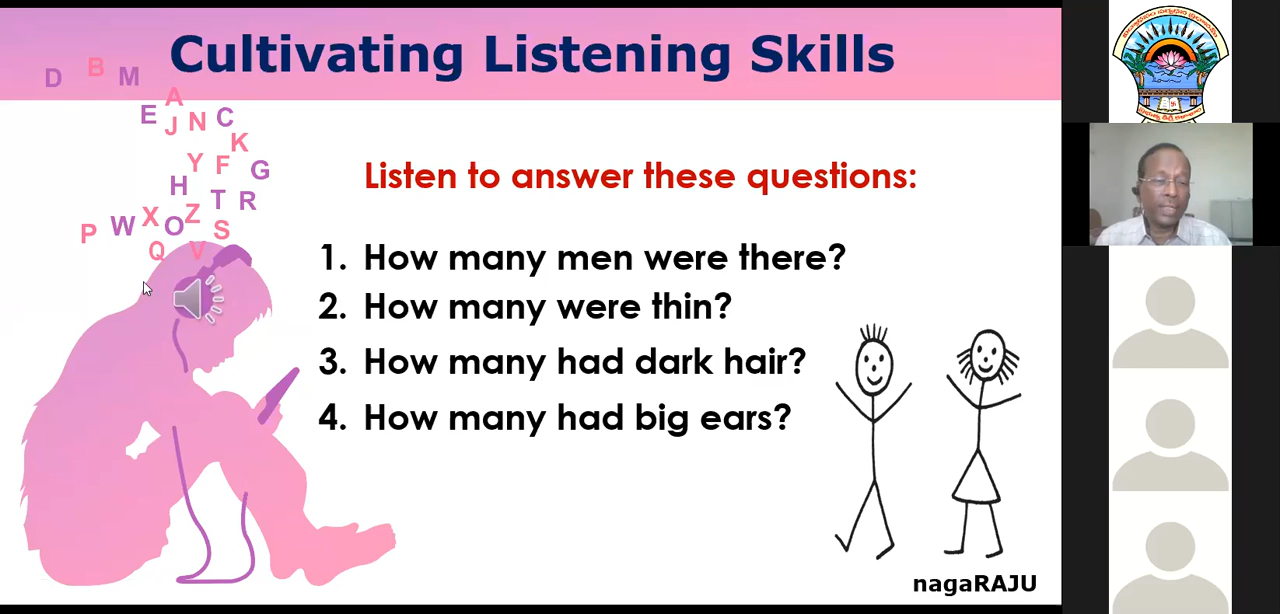 Cultivating Listening Skills
D B M
A
E J N C
K
Y F G
H T R
P W X O Z S
Q V
Listen to answer these questions:
1. How many men were there?
2. How many were thin?
3. How many had dark hair?
4. How many had big ears?
nagaRAJU